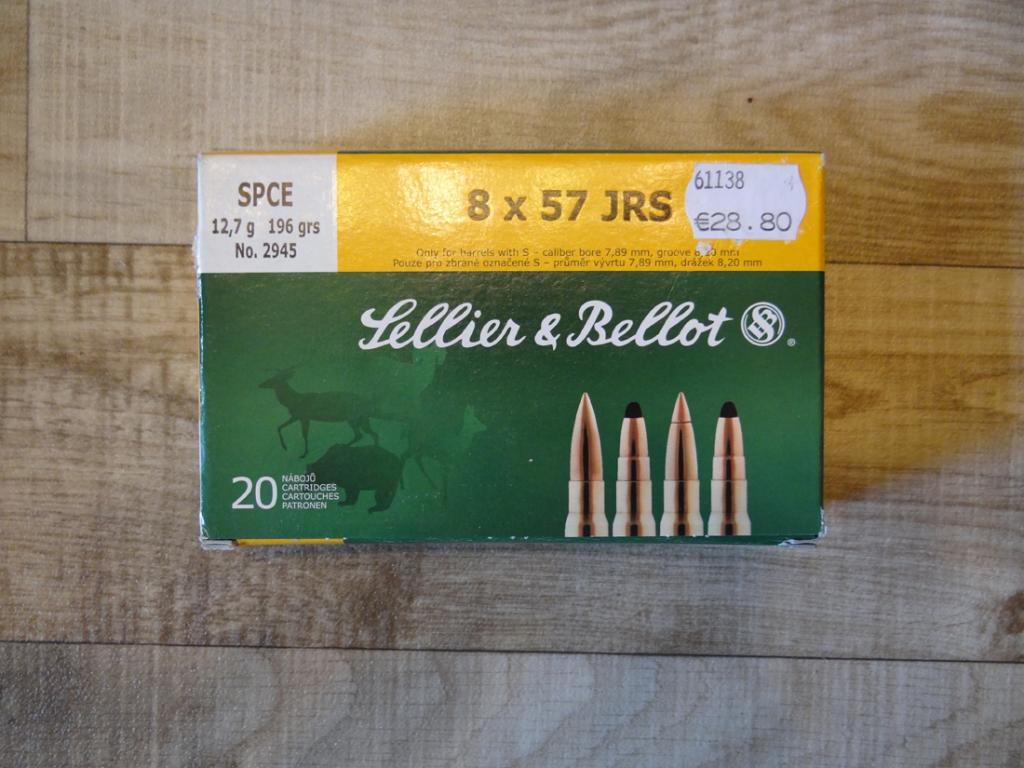 SPCE
12,7 g 196 grs
No. 2945
8 x 57 JRS
61138
€28.80
Only for barrels with S – caliber bore 7,89 mm, groove 8,20 mm
Pouze pro zbraně označené S – průměr vývrtu 7,89 mm, drážek 8,20 mm
Lellier & Bellot
S&B
®
20
NÁBOJŮ
CARTRIDGES
CARTOUCHES
PATRONEN